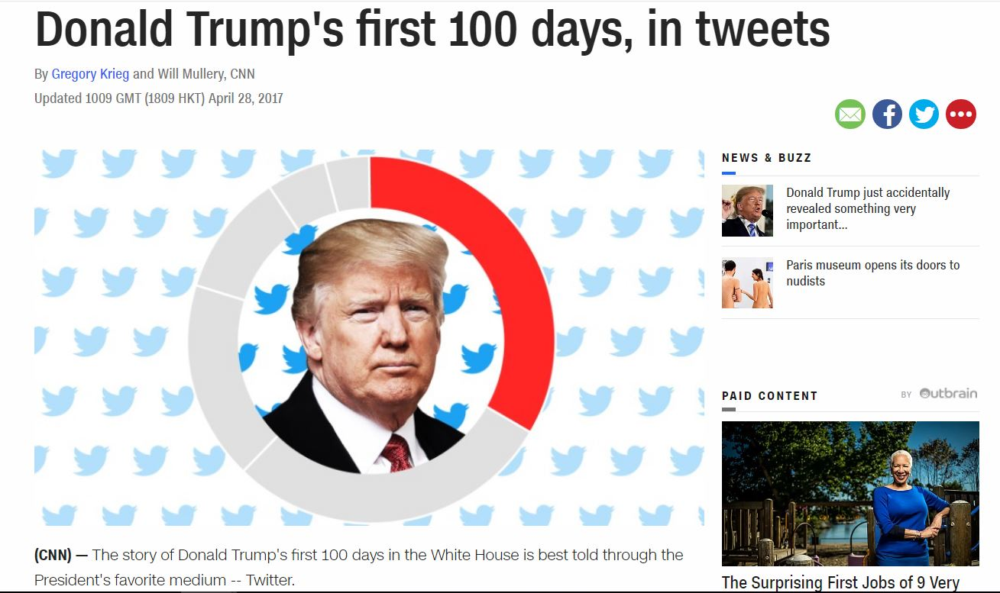 Donald Trump's first 100 days, in tweets
By Gregory Krieg and Will Mullery, CNN
Updated 1009 GMT (1809 HKT) April 28, 2017
NEWS & BUZZ
Donald Trump just accidentally
revealed something very
important...
Paris museum opens its doors to
nudists
PAID CONTENT
BY Outbrain
The Surprising First Jobs of 9 Very
(CNN) — The story of Donald Trump's first 100 days in the White House is best told through the
President's favorite medium -- Twitter.